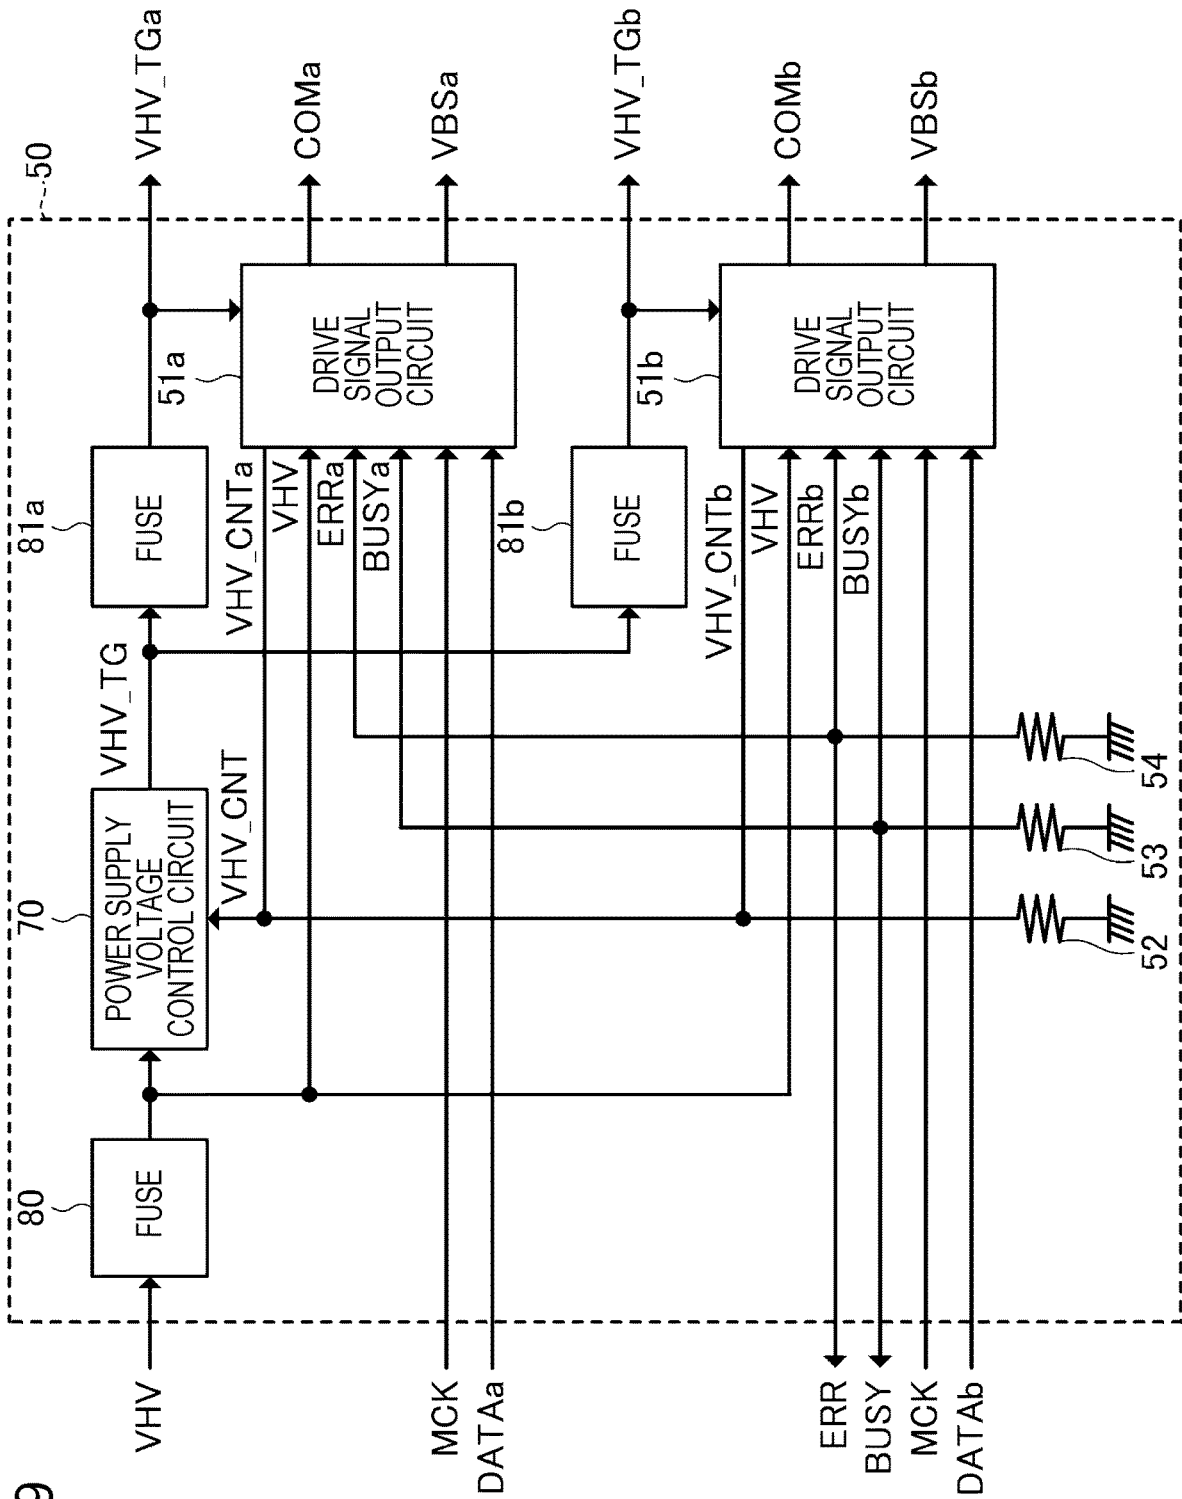 9
50
VHV
80
FUSE
70
POWER SUPPLY
VOLTAGE
CONTROL CIRCUIT
VHV_TG
VHV_CNT
81a
FUSE
VHV_TGa
51a
DRIVE
SIGNAL
OUTPUT
CIRCUIT
VHV_CNTa
VHV
ERRa
BUSYa
COMa
VBSa
MCK
DATAa
81b
FUSE
VHV_TGb
51b
DRIVE
SIGNAL
OUTPUT
CIRCUIT
VHV_CNTb
VHV
ERRb
BUSYb
COMb
VBSb
ERR
BUSY
MCK
DATAb
52
53
54